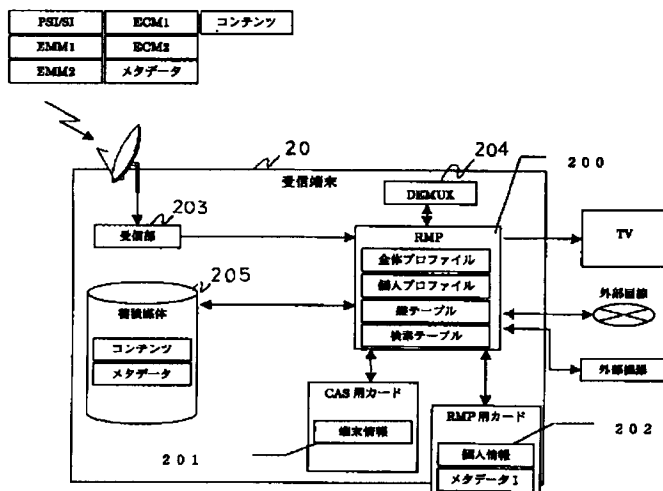 PSI/SI ECM1 コンテンツ
EMM1 ECM2
EMM2 メタデータ
20
204
200
受信端末
DEMUX
203
受信部
RMP
TV
全体プロファイル
個人プロファイル
鍵テーブル
検索テーブル
205
蓄積媒体
コンテンツ
メタデータ
外部回線
外部機器
CAS用カード
端末情報
201
RMP用カード
個人情報
メタデータI
202